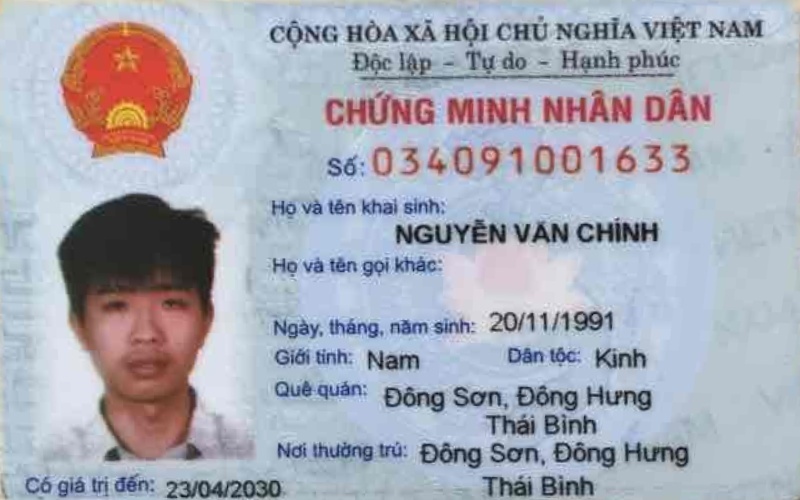 CỘNG HÒA XÃ HỘI CHỦ NGHĨA VIỆT NAM
Độc lập - Tự do - Hạnh phúc
CHỨNG MINH NHÂN DÂN
Số: 034091001633
Họ và tên khai sinh:
NGUYỄN VĂN CHÍNH
Họ và tên gọi khác:
Ngày, tháng, năm sinh: 20/11/1991
Giới tính: Nam Dân tộc: Kinh
Quê quán: Đông Sơn, Đông Hưng
Thái Bình
Nơi thường trú: Đông Sơn, Đông Hưng
Thái Bình
Có giá trị đến: 23/04/2030